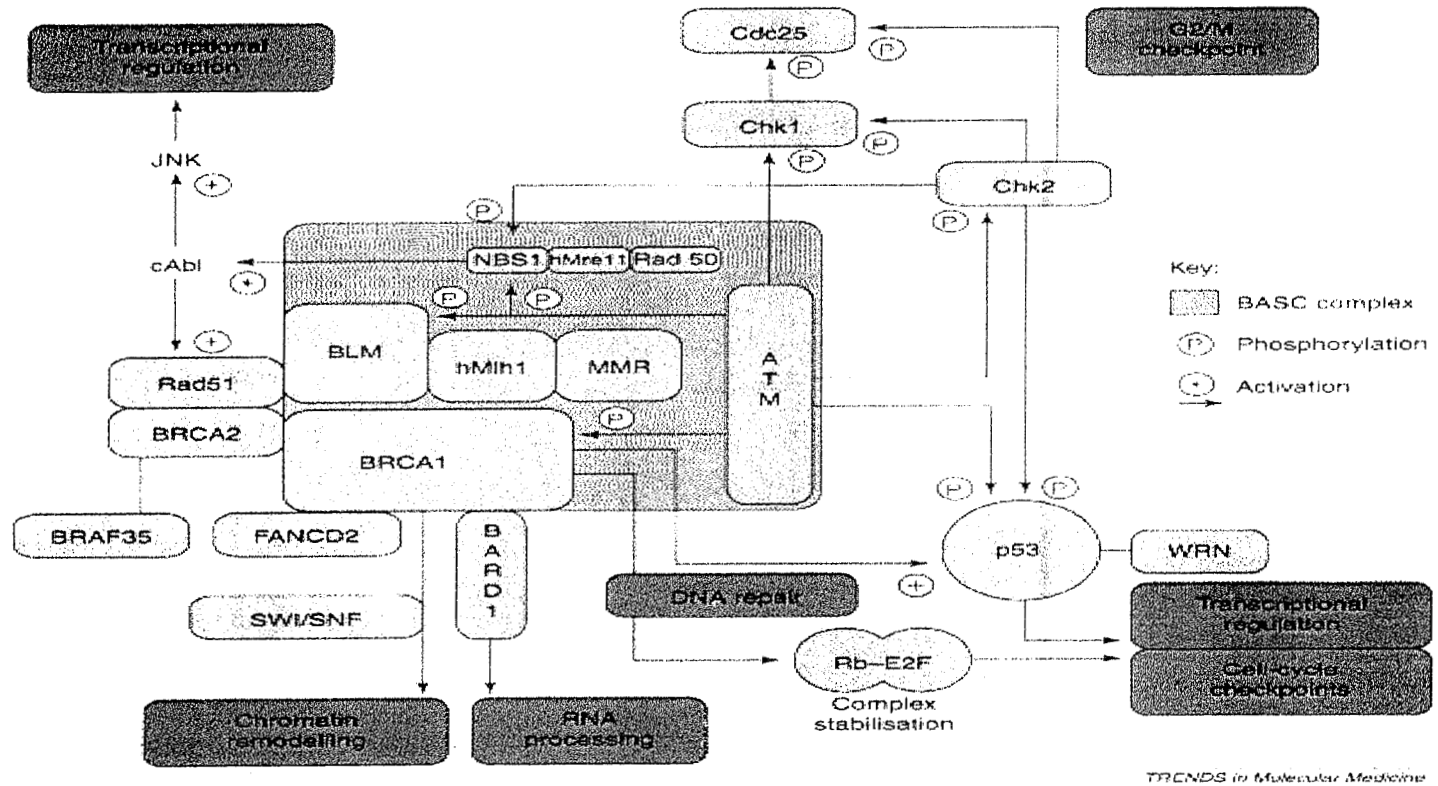 Transcriptional
regulation
Cdc25
P
P
G2/M
checkpoint
Chk1
P
P
JNK
+
Chk2
P
P
NBS1 hMre11 Rad 50
cAbl
+
P
P
Key:
BASC complex
P Phosphorylation
+ Activation
BLM
hMlh1
MMR
A
T
M
+
Rad51
BRCA2
P
BRCA1
P
P
BRAF35
FANCD2
B
A
R
D
1
p53
WRN
+
DNA repair
SWI/SNF
Transcriptional
regulation
Rb–E2F
Cell-cycle
checkpoints
Complex
stabilisation
Chromatin
remodelling
RNA
processing
TRENDS in Molecular Medicine